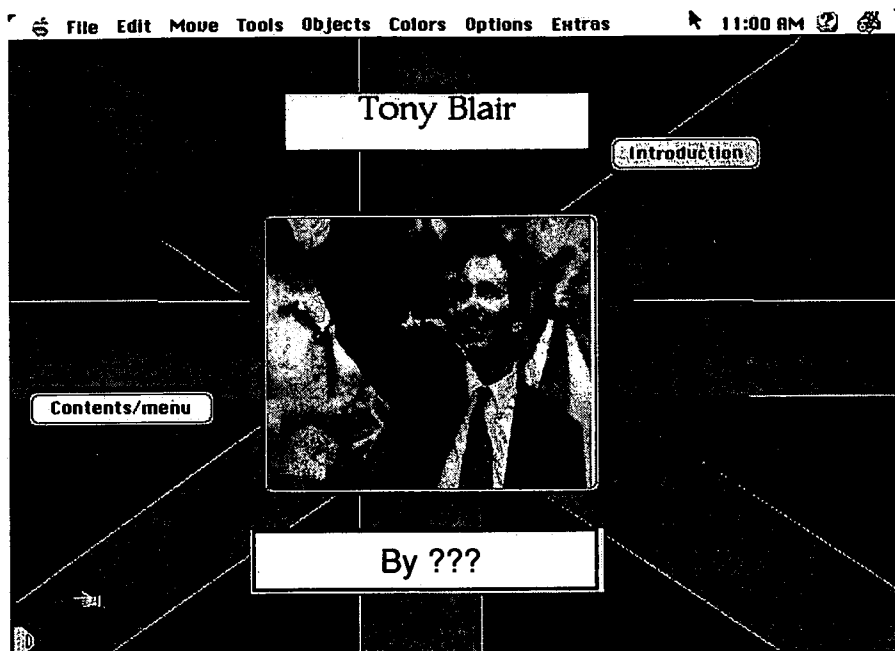 File Edit Move Tools Objects Colors Options Extras 11:00 AM
Tony Blair
Introduction
Contents/menu
By ???